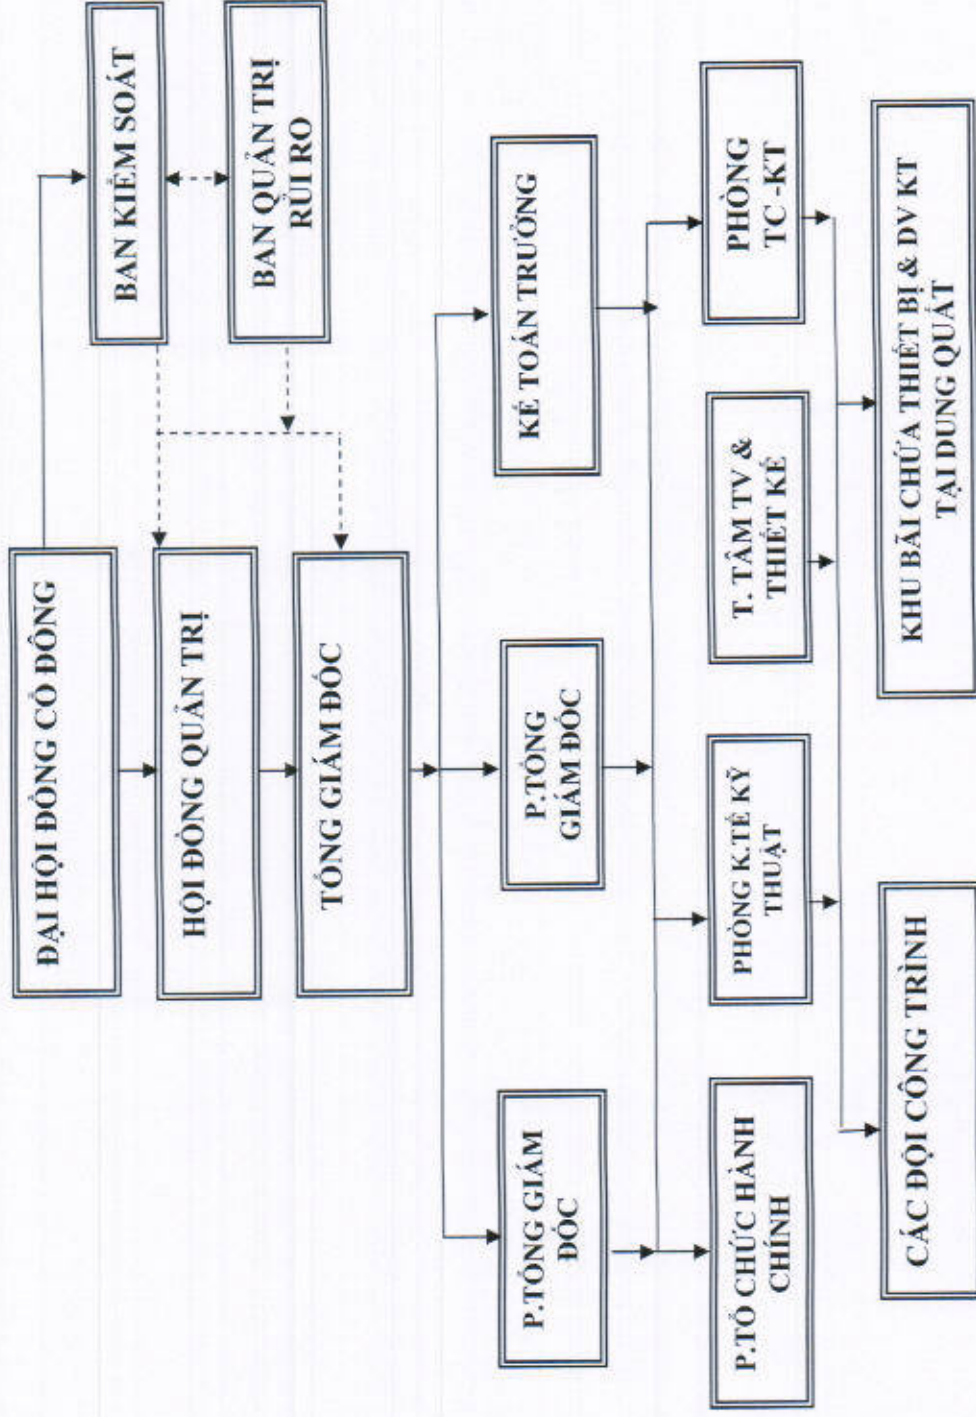 ĐẠI HỘI ĐỒNG CỔ ĐÔNG
BAN KIỂM SOÁT
HỘI ĐỒNG QUẢN TRỊ
BAN QUẢN TRỊ
RỦI RO
TỔNG GIÁM ĐỐC
P.TỔNG GIÁM
ĐỐC
P.TỔNG
GIÁM ĐỐC
KẾ TOÁN TRƯỞNG
P.TỔ CHỨC HÀNH
CHÍNH
PHÒNG K.TẾ KỸ
THUẬT
T. TÂM TV &
THIẾT KẾ
PHÒNG
TC -KT
CÁC ĐỘI CÔNG TRÌNH
KHU BÃI CHỨA THIẾT BỊ & DV KT
TẠI DUNG QUẤT